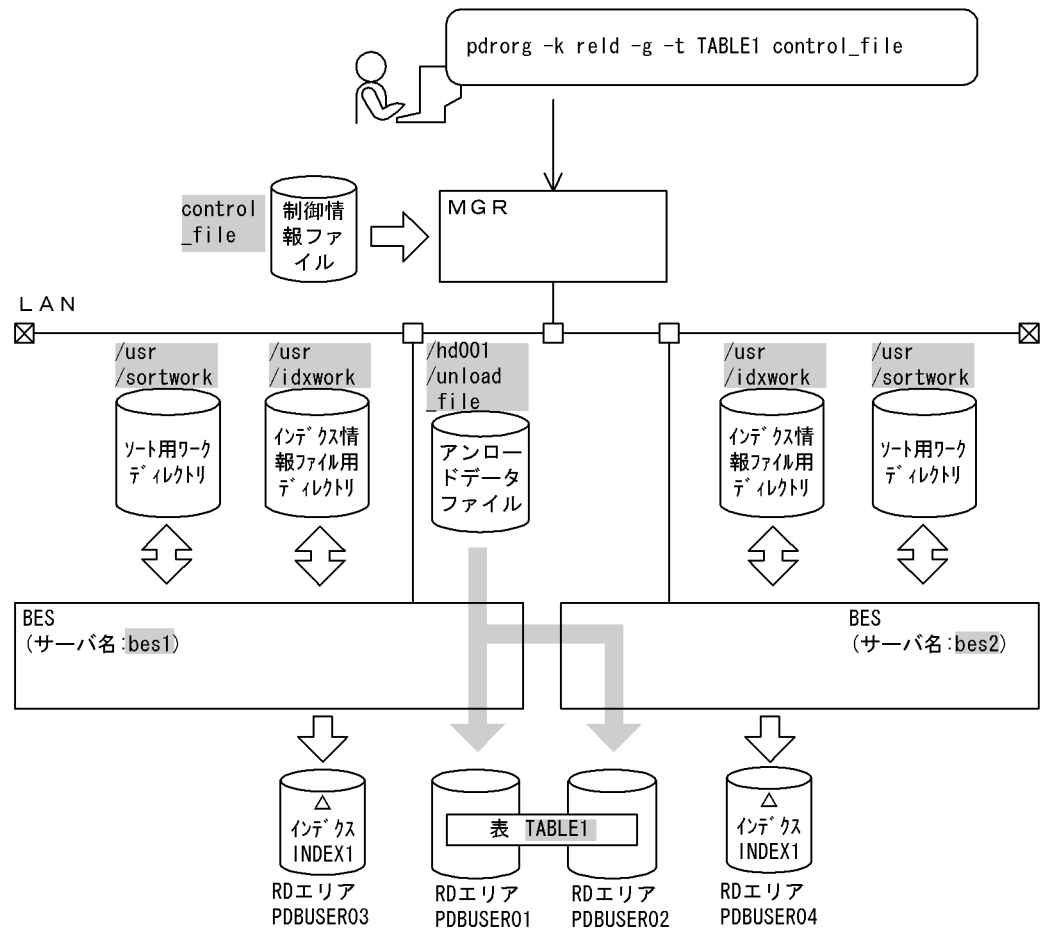 pdrorg -k reld -g -t TABLE1 control_file
control
_file
制御情
報ファ
イル
ＭＧＲ
ＬＡＮ
/usr
/sortwork
ｿｰﾄ用ﾜｰｸ
ﾃﾞｨﾚｸﾄﾘ
/usr
/idxwork
ｲﾝﾃﾞｸｽ情
報ﾌｧｲﾙ用
ﾃﾞｨﾚｸﾄﾘ
/hd001
/unload
_file
アンロー
ドデータ
ファイル
/usr
/idxwork
ｲﾝﾃﾞｸｽ情
報ﾌｧｲﾙ用
ﾃﾞｨﾚｸﾄﾘ
/usr
/sortwork
ｿｰﾄ用ﾜｰｸ
ﾃﾞｨﾚｸﾄﾘ
BES
(サーバ名:bes1)
BES
(サーバ名:bes2)
ｲﾝﾃﾞｸｽ
INDEX1
RDエリア
PDBUSER03
表 TABLE1
RDエリア
PDBUSER01
RDエリア
PDBUSER02
ｲﾝﾃﾞｸｽ
INDEX1
RDエリア
PDBUSER04